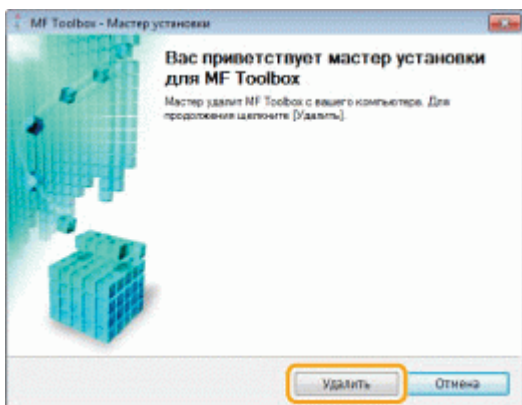 MF Toolbox - Мастер установки
Вас приветствует мастер установки
для MF Toolbox
Мастер удалит MF Toolbox с вашего компьютера. Для
продолжения щелкните [Удалить].
Удалить
Отмена